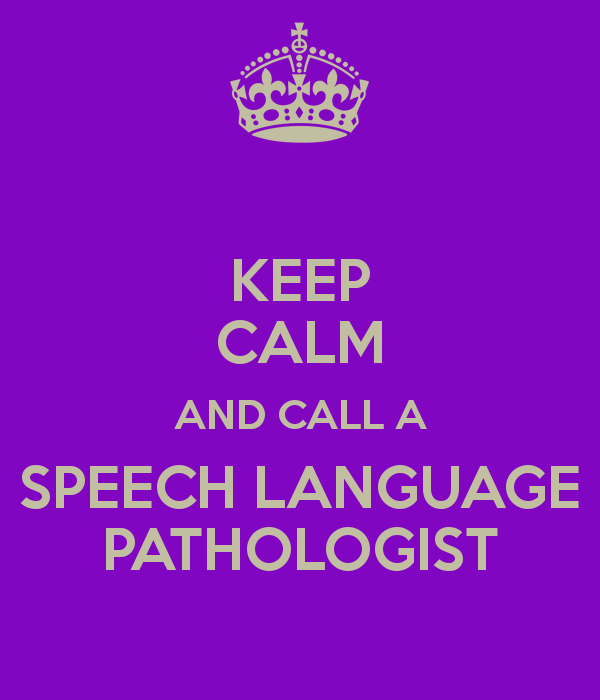 KEEP
CALM
AND CALL A
SPEECH LANGUAGE
PATHOLOGIST